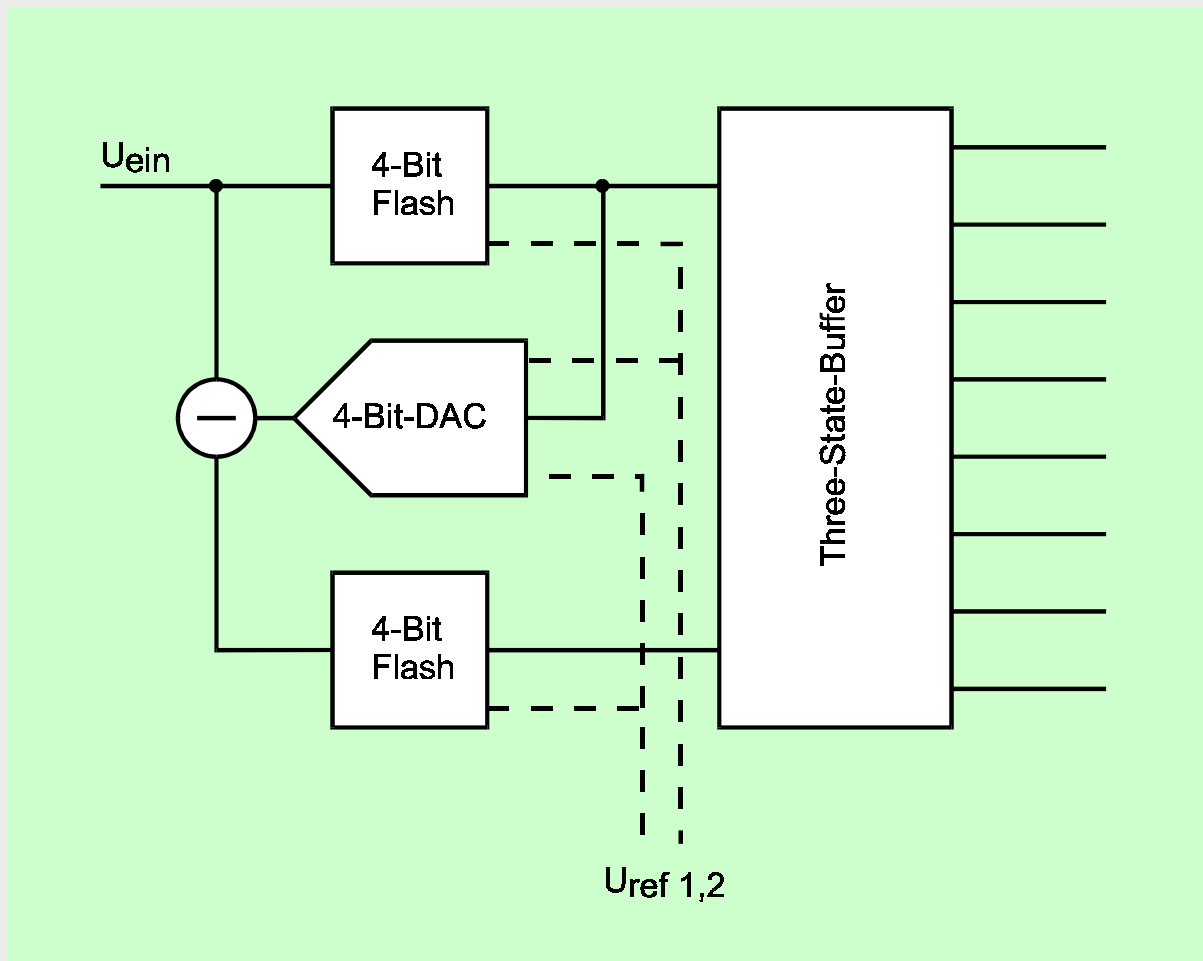 Uein
4-Bit
Flash
4-Bit-DAC
4-Bit
Flash
Three-State-Buffer
Uref 1,2